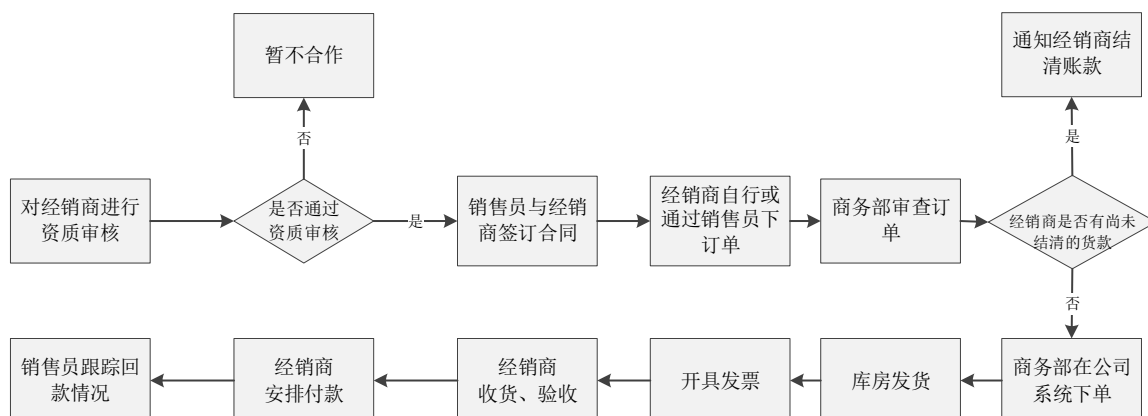 暂不合作
通知经销商结
清账款
否
是
对经销商进行
资质审核
是否通过
资质审核
是
销售员与经销
商签订合同
经销商自行或
通过销售员下
订单
商务部审查订
单
经销商是否有尚未
结清的货款
否
销售员跟踪回
款情况
经销商
安排付款
经销商
收货、验收
开具发票
库房发货
商务部在公司
系统下单